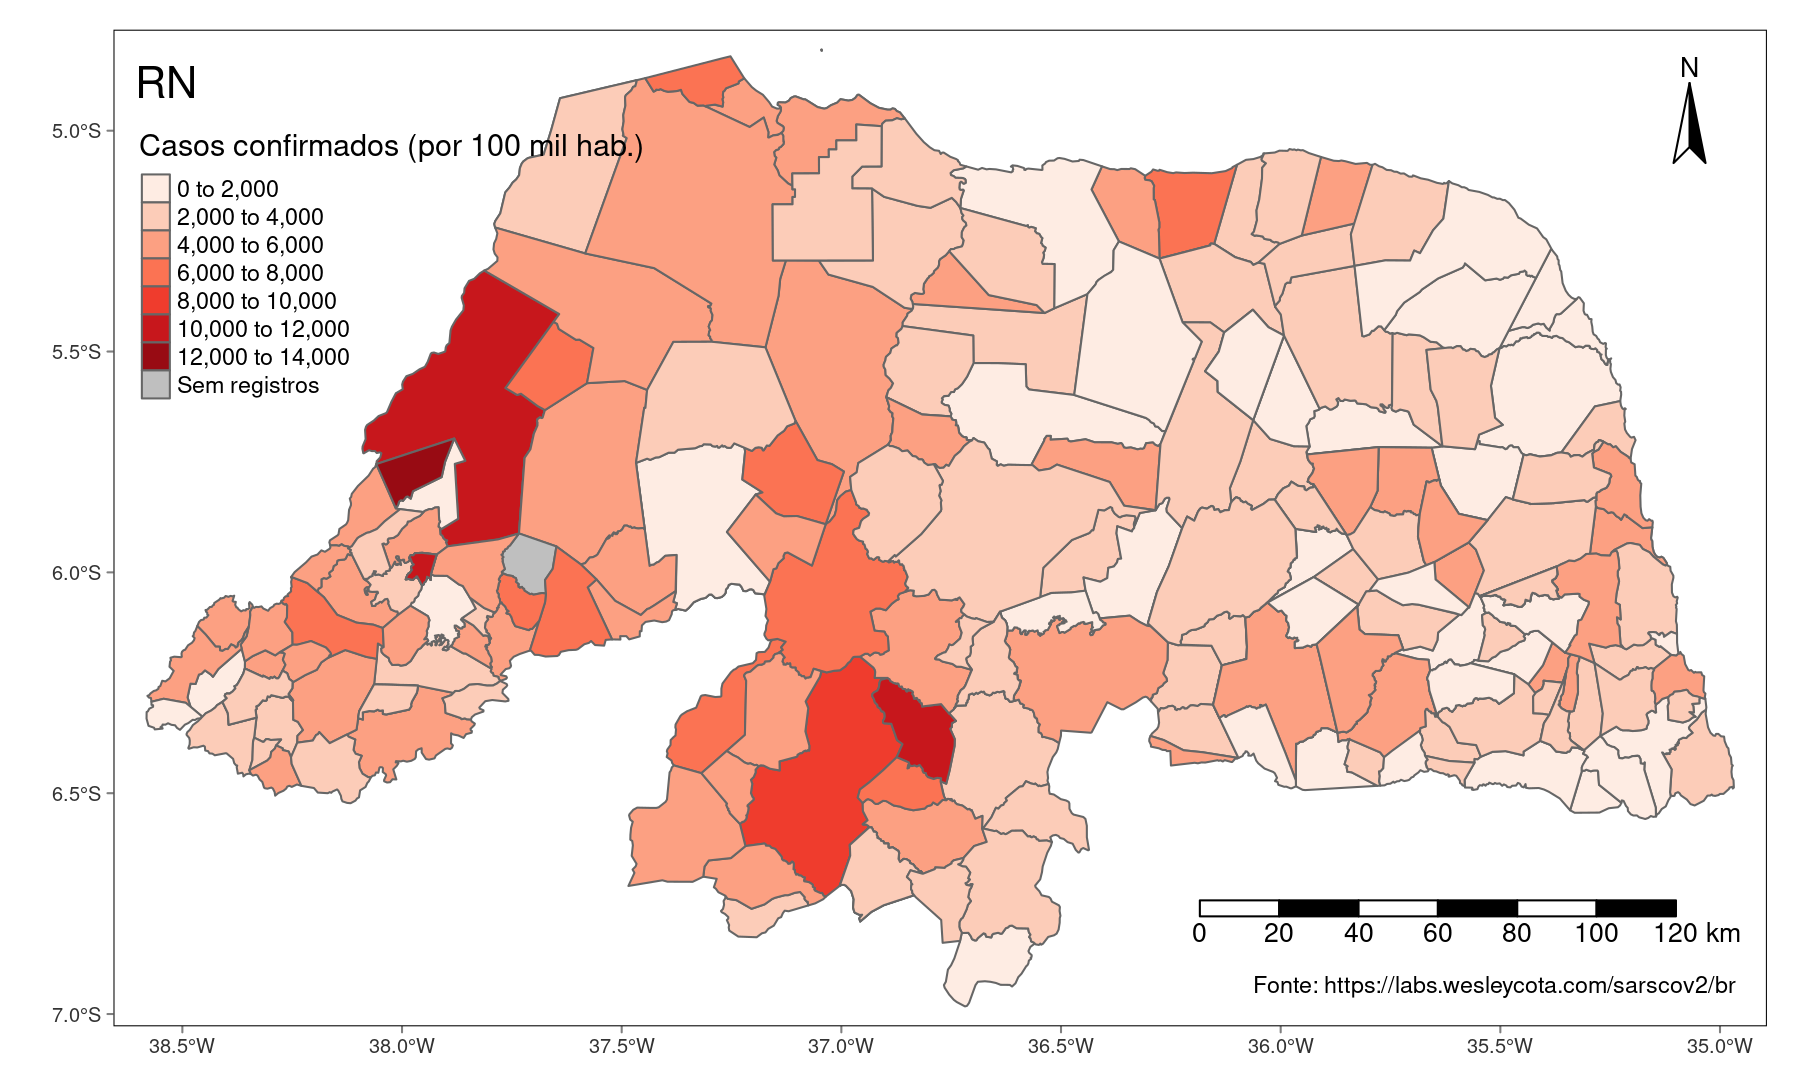 RN
N
Casos confirmados (por 100 mil hab.)
0 to 2,000
2,000 to 4,000
4,000 to 6,000
6,000 to 8,000
8,000 to 10,000
10,000 to 12,000
12,000 to 14,000
Sem registros
5.0°S
5.5°S
6.0°S
6.5°S
7.0°S
0 20 40 60 80 100 120 km
Fonte: https://labs.wesleycota.com/sarscov2/br
38.5°W 38.0°W 37.5°W 37.0°W 36.5°W 36.0°W 35.5°W 35.0°W